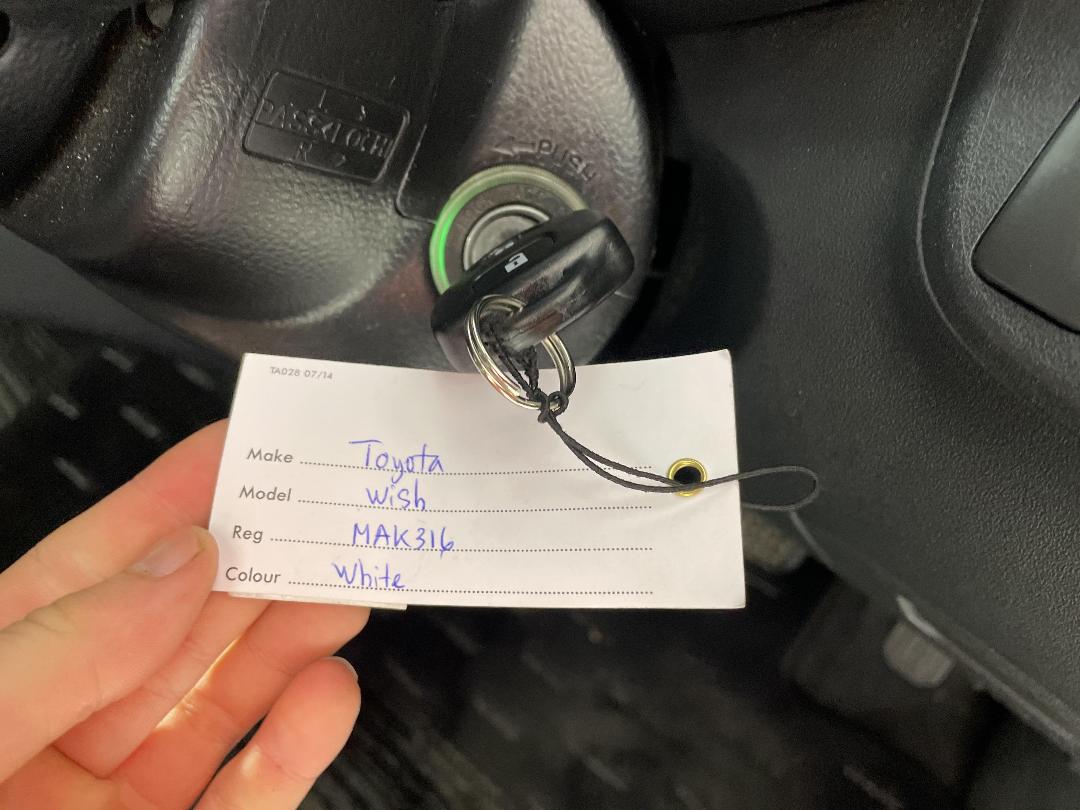 PUSH
TA028 07/14
Make Toyota
Model Wish
Reg MAK316
Colour White